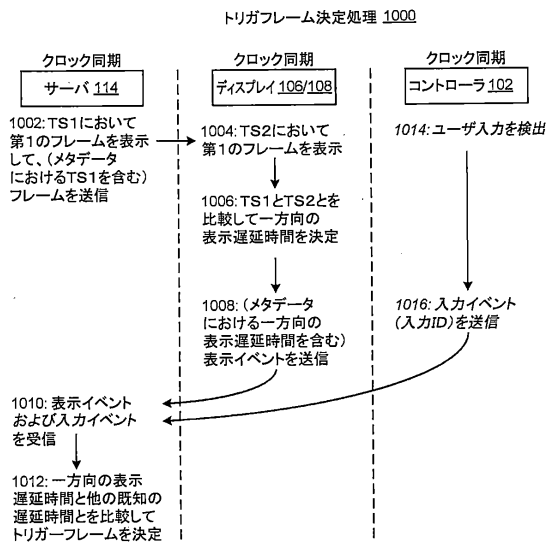 トリガフレーム決定処理 1000
クロック同期
サーバ 114
クロック同期
ディスプレイ 106/108
クロック同期
コントローラ 102
1002: TS1において
第1のフレームを表示
して、(メタデータ
におけるTS1を含む)
フレームを送信
1004: TS2において
第1のフレームを表示
1014: ユーザ入力を検出
1006: TS1とTS2とを
比較して一方向の
表示遅延時間を決定
1008: (メタデータ
における一方向の
表示遅延時間を含む)
表示イベントを送信
1016: 入力イベント
(入力ID)を送信
1010: 表示イベント
および入力イベント
を受信
1012: 一方向の表示
遅延時間と他の既知の
遅延時間とを比較して
トリガーフレームを決定